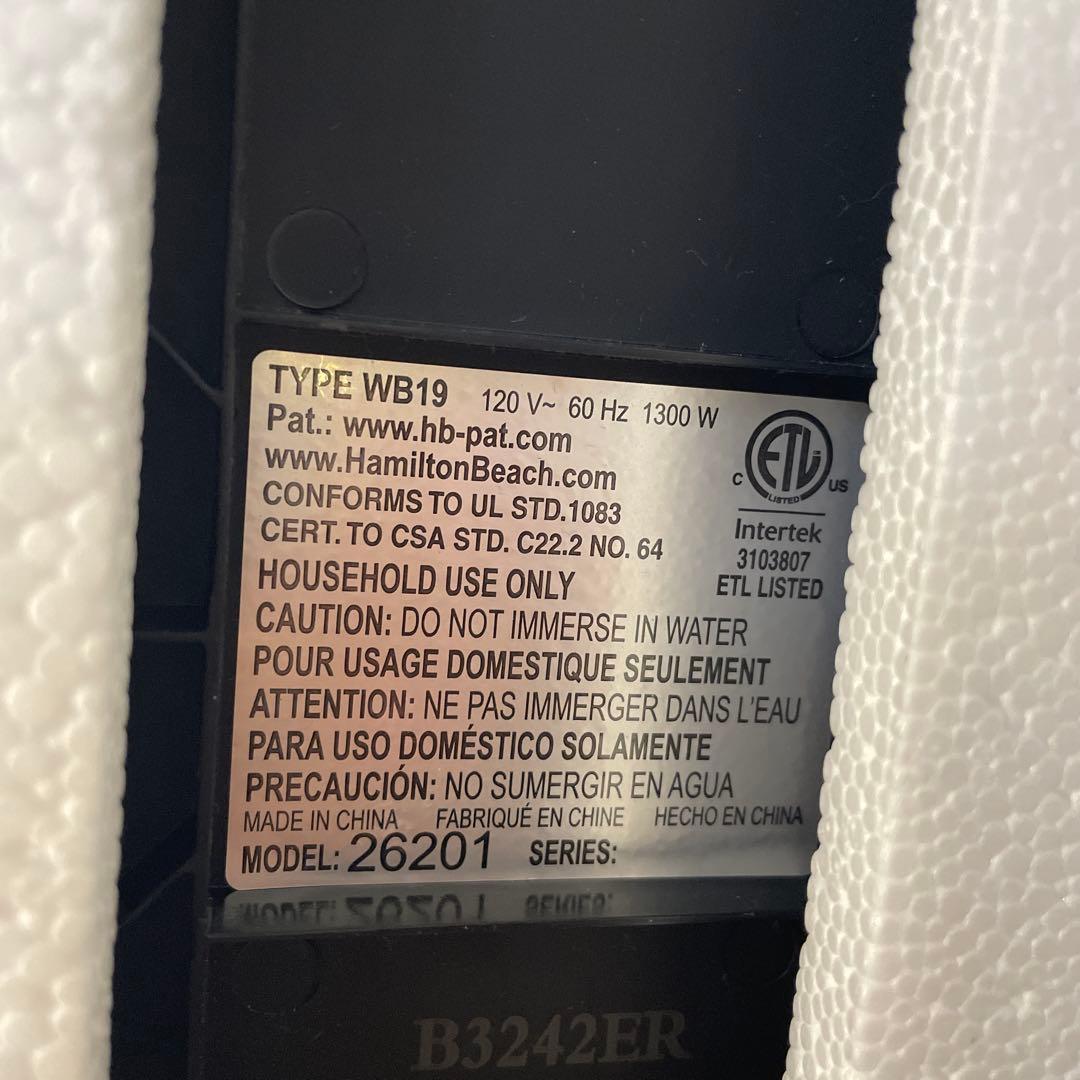 TYPE WB19 120 V~ 60 Hz 1300 W
Pat.: www.hb-pat.com
www.HamiltonBeach.com
CONFORMS TO UL STD.1083
CERT. TO CSA STD. C22.2 NO. 64
HOUSEHOLD USE ONLY
CAUTION: DO NOT IMMERSE IN WATER
POUR USAGE DOMESTIQUE SEULEMENT
ATTENTION: NE PAS IMMERGER DANS L'EAU
PARA USO DOMÉSTICO SOLAMENTE
PRECAUCIÓN: NO SUMERGIR EN AGUA
MADE IN CHINA FABRIQUÉ EN CHINE HECHO EN CHINA
MODEL: 26201 SERIES:
ETL
C US
LISTED
Intertek
3103807
ETL LISTED
B3242ER